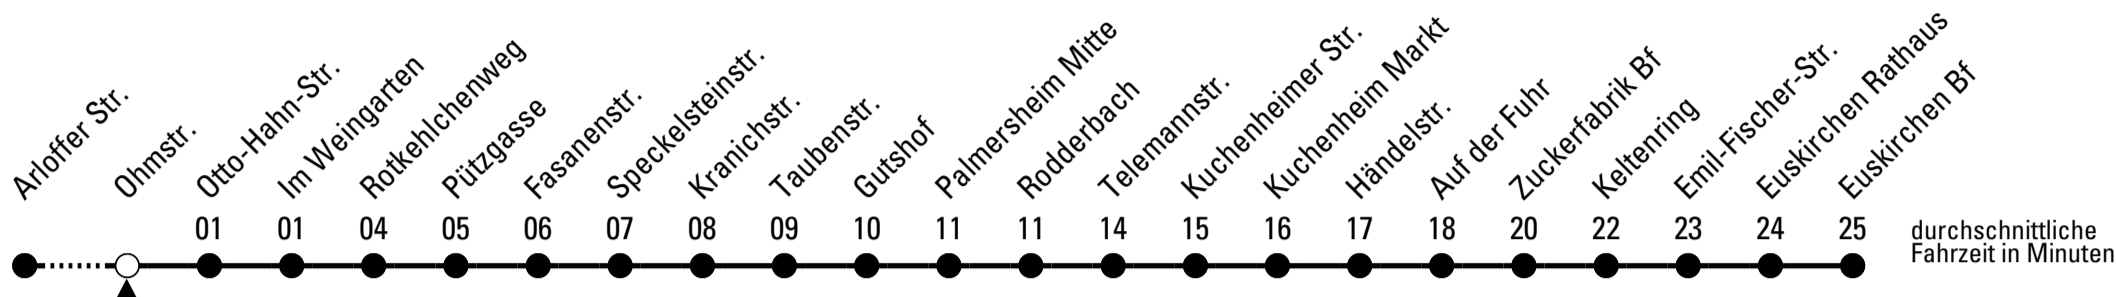 Arloffer Str.
Ohmstr.
Otto-Hahn-Str.
Im Weingarten
Rotkehlchenweg
Pützgasse
Fasanenstr.
Speckelsteinstr.
Kranichstr.
Taubenstr.
Gutshof
Palmersheim Mitte
Rodderbach
Telemannstr.
Kuchenheimer Str.
Kuchenheim Markt
Händelstr.
Auf der Fuhr
Zuckerfabrik Bf
Keltenring
Emil-Fischer-Str.
Euskirchen Rathaus
Euskirchen Bf
01 01 04 05 06 07 08 09 10 11 11 14 15 16 17 18 20 22 23 24 25
durchschnittliche
Fahrzeit in Minuten